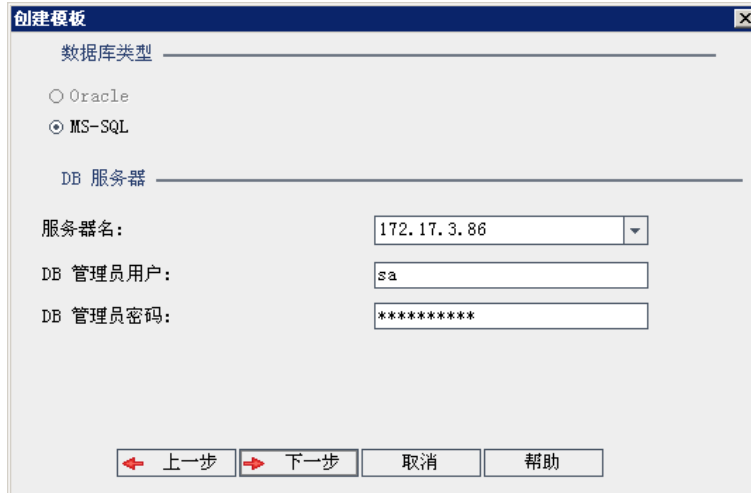 创建模板
数据库类型
Oracle
MS-SQL
DB 服务器
服务器名: 172.17.3.86
DB 管理员用户: sa
DB 管理员密码: **********
上一步 下一步 取消 帮助